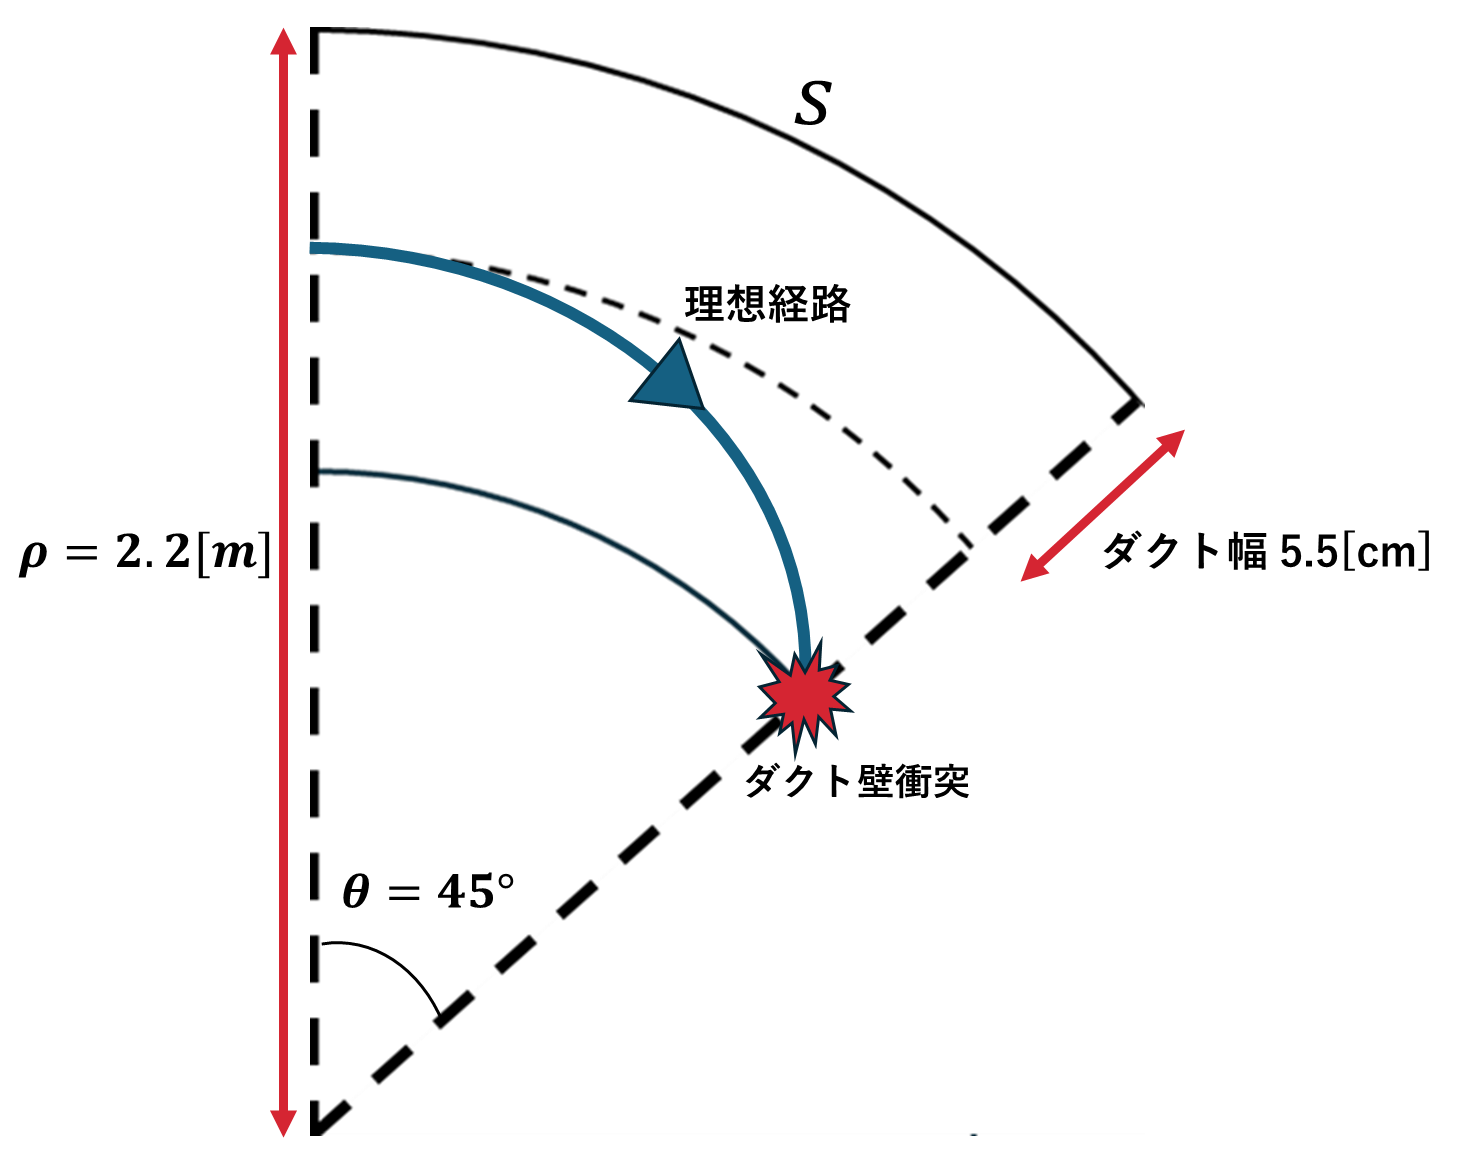 S
理想経路
ρ = 2.2[m]
ダクト幅 5.5[cm]
ダクト壁衝突
θ = 45°